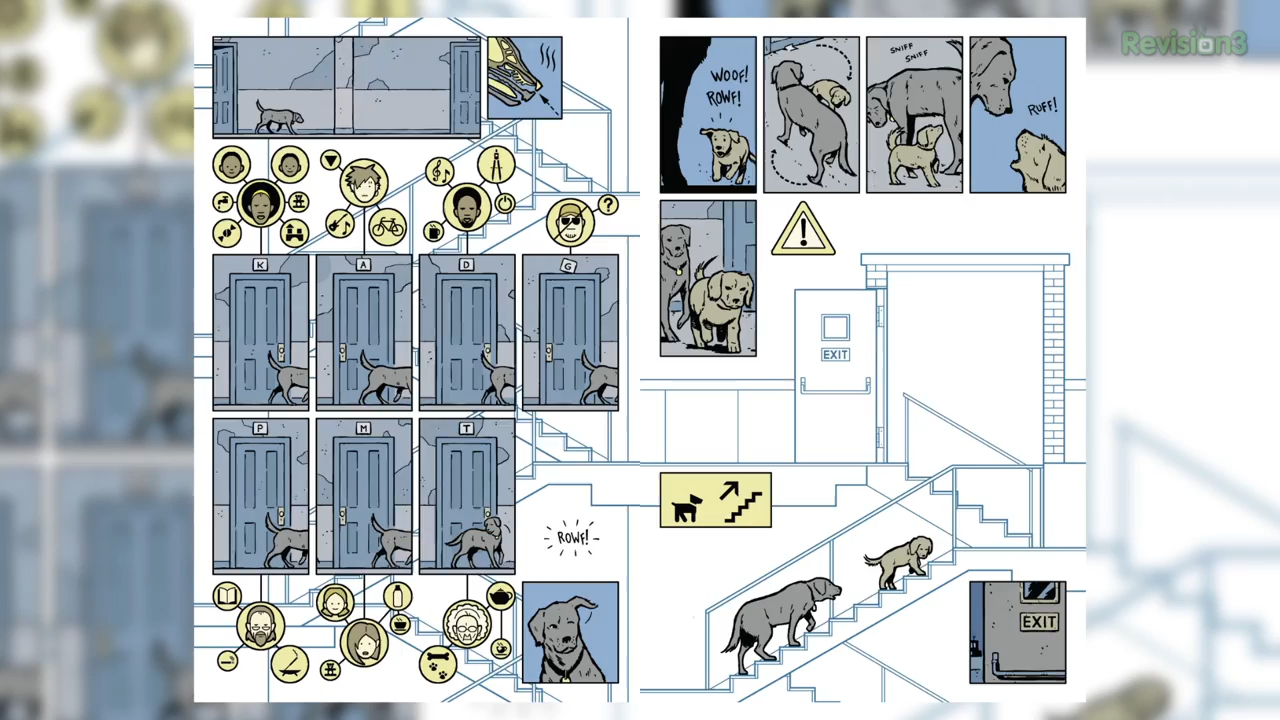 Revision3
WOOF!
ROWF!
SNIFF
SNIFF
RUFF!
?
K
A
D
G
!
EXIT
P
M
T
ROWF!
EXIT